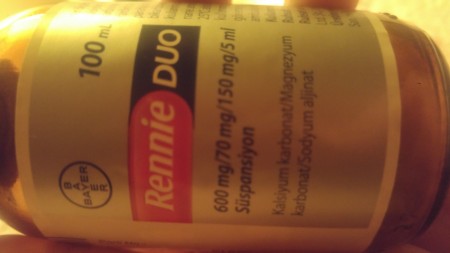 100 mL
Rennie DUO
600 mg/70 mg/150 mg/5 ml
Süspansiyon
Kalsiyum karbonat/Magnezyum
karbonat/Sodyum aljinat
BAYER
BAYER